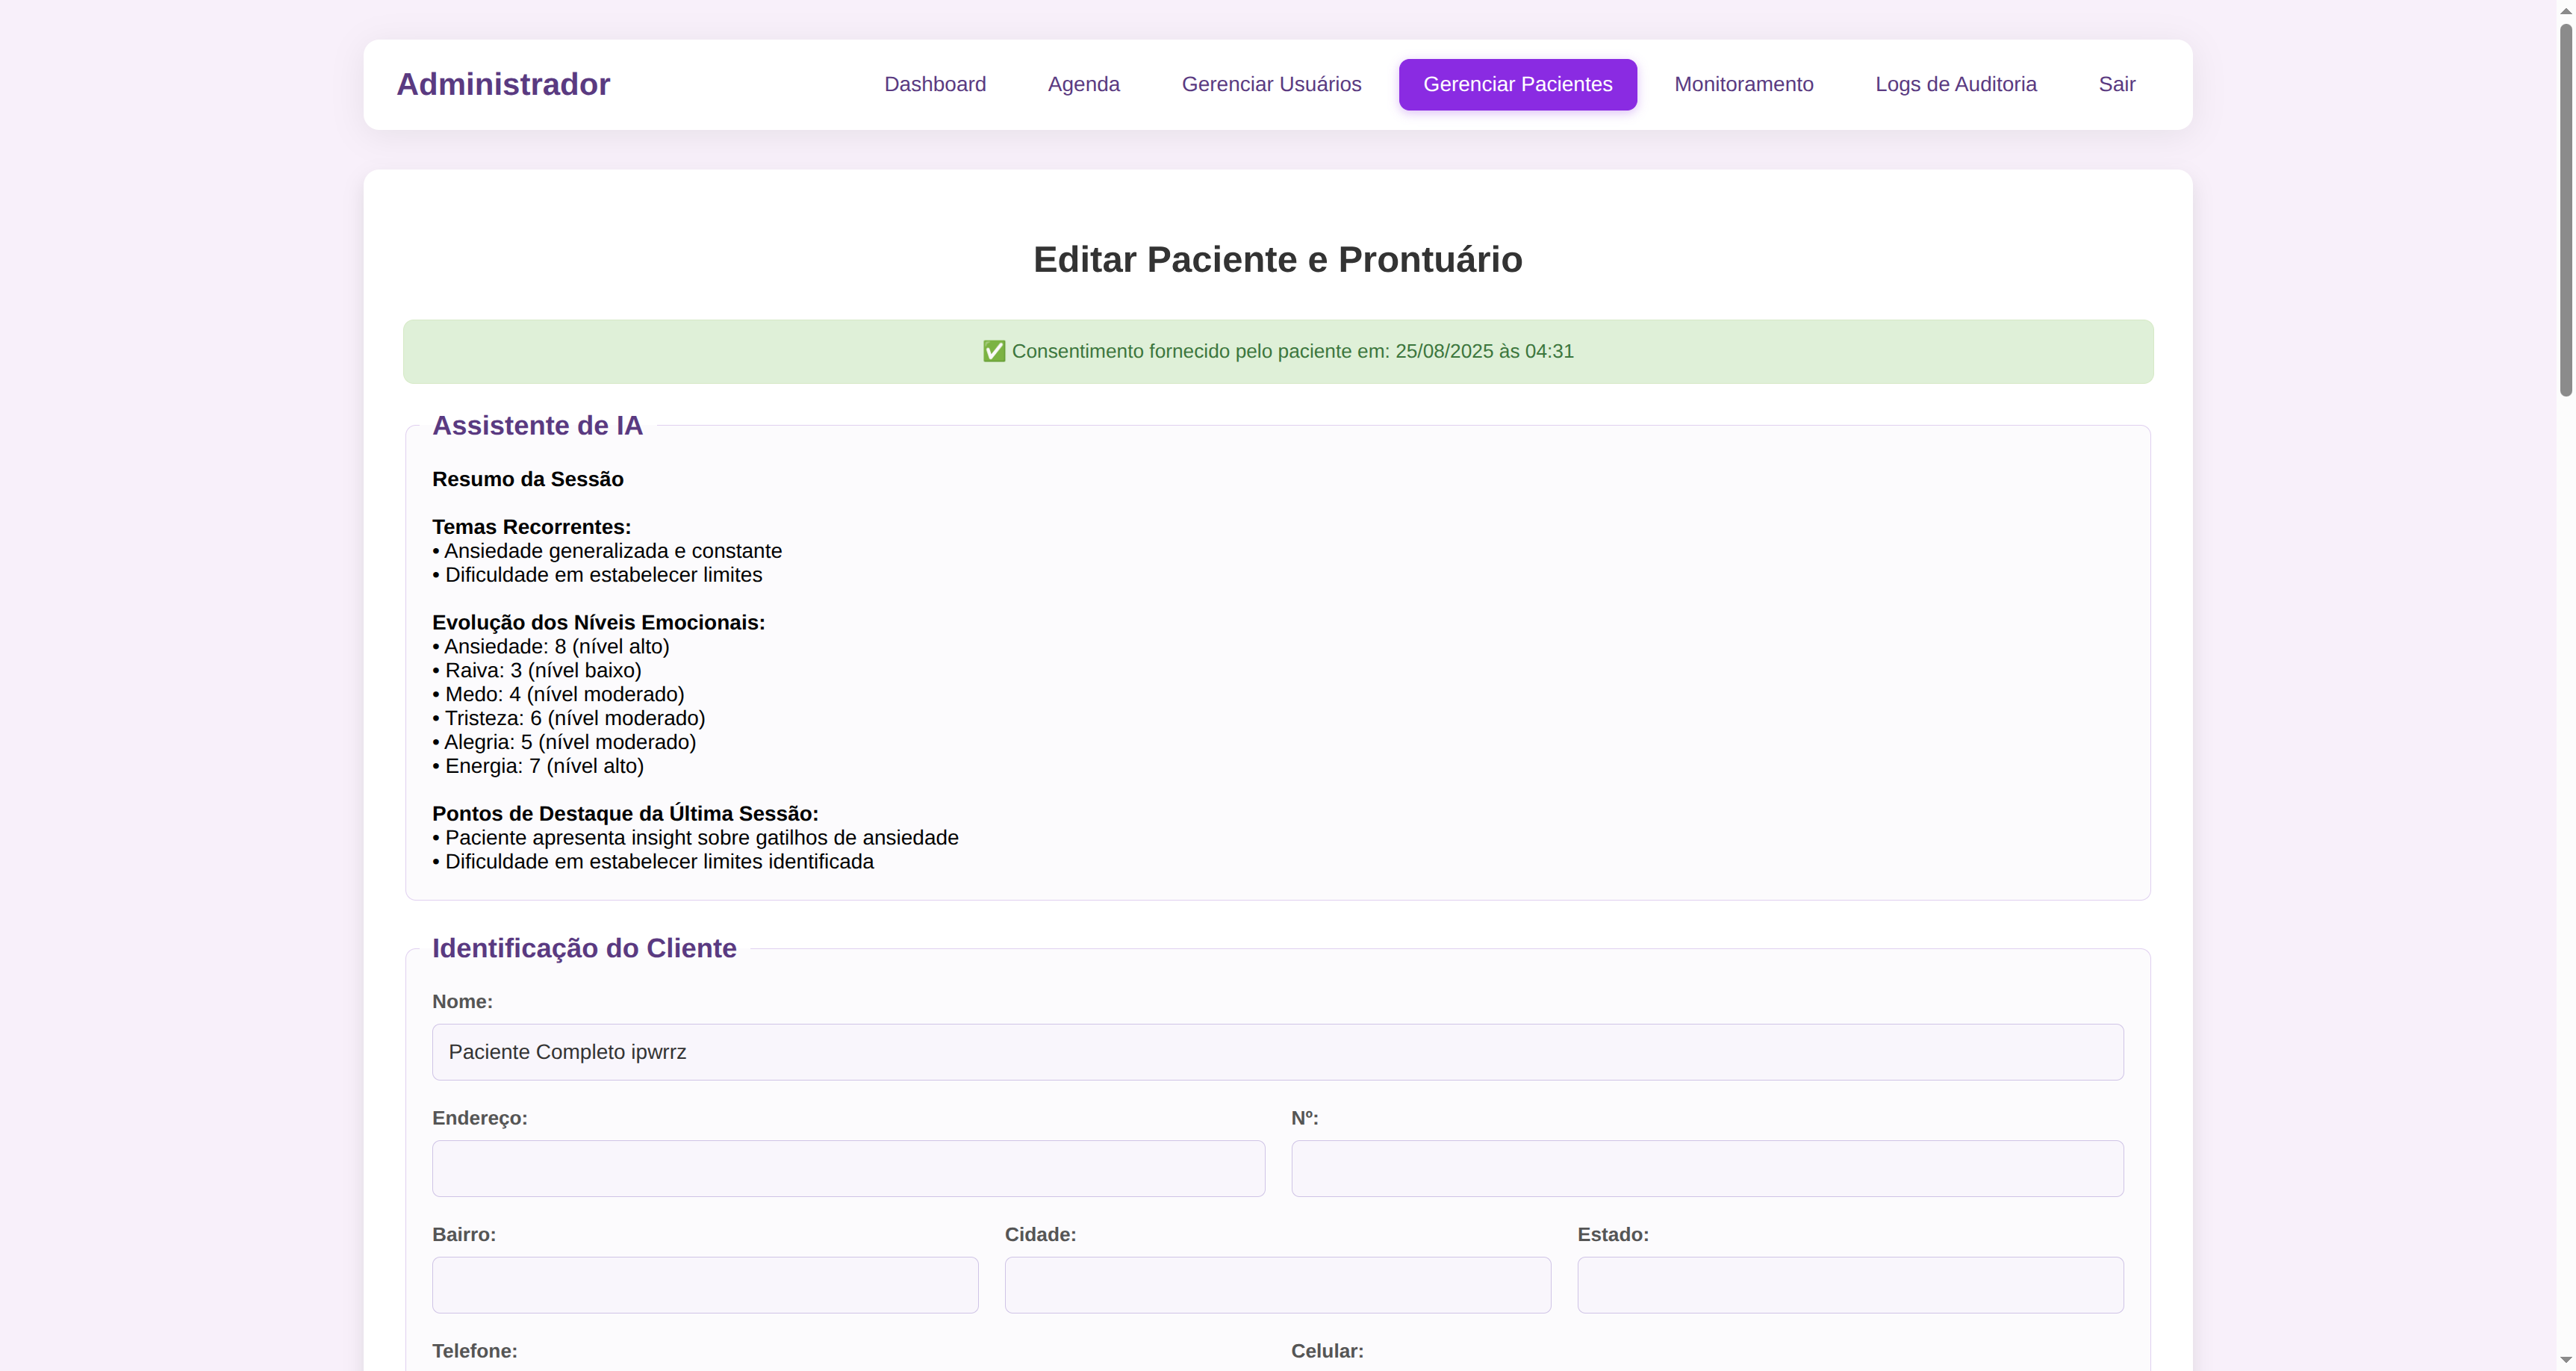 Administrador
Dashboard
Agenda
Gerenciar Usuários
Gerenciar Pacientes
Monitoramento
Logs de Auditoria
Sair
Editar Paciente e Prontuário
✅ Consentimento fornecido pelo paciente em: 25/08/2025 às 04:31
Assistente de IA
Resumo da Sessão
Temas Recorrentes:
• Ansiedade generalizada e constante
• Dificuldade em estabelecer limites
Evolução dos Níveis Emocionais:
• Ansiedade: 8 (nível alto)
• Raiva: 3 (nível baixo)
• Medo: 4 (nível moderado)
• Tristeza: 6 (nível moderado)
• Alegria: 5 (nível moderado)
• Energia: 7 (nível alto)
Pontos de Destaque da Última Sessão:
• Paciente apresenta insight sobre gatilhos de ansiedade
• Dificuldade em estabelecer limites identificada
Identificação do Cliente
Nome:
Paciente Completo ipwrrz
Endereço:
Nº:
Bairro:
Cidade:
Estado:
Telefone:
Celular: